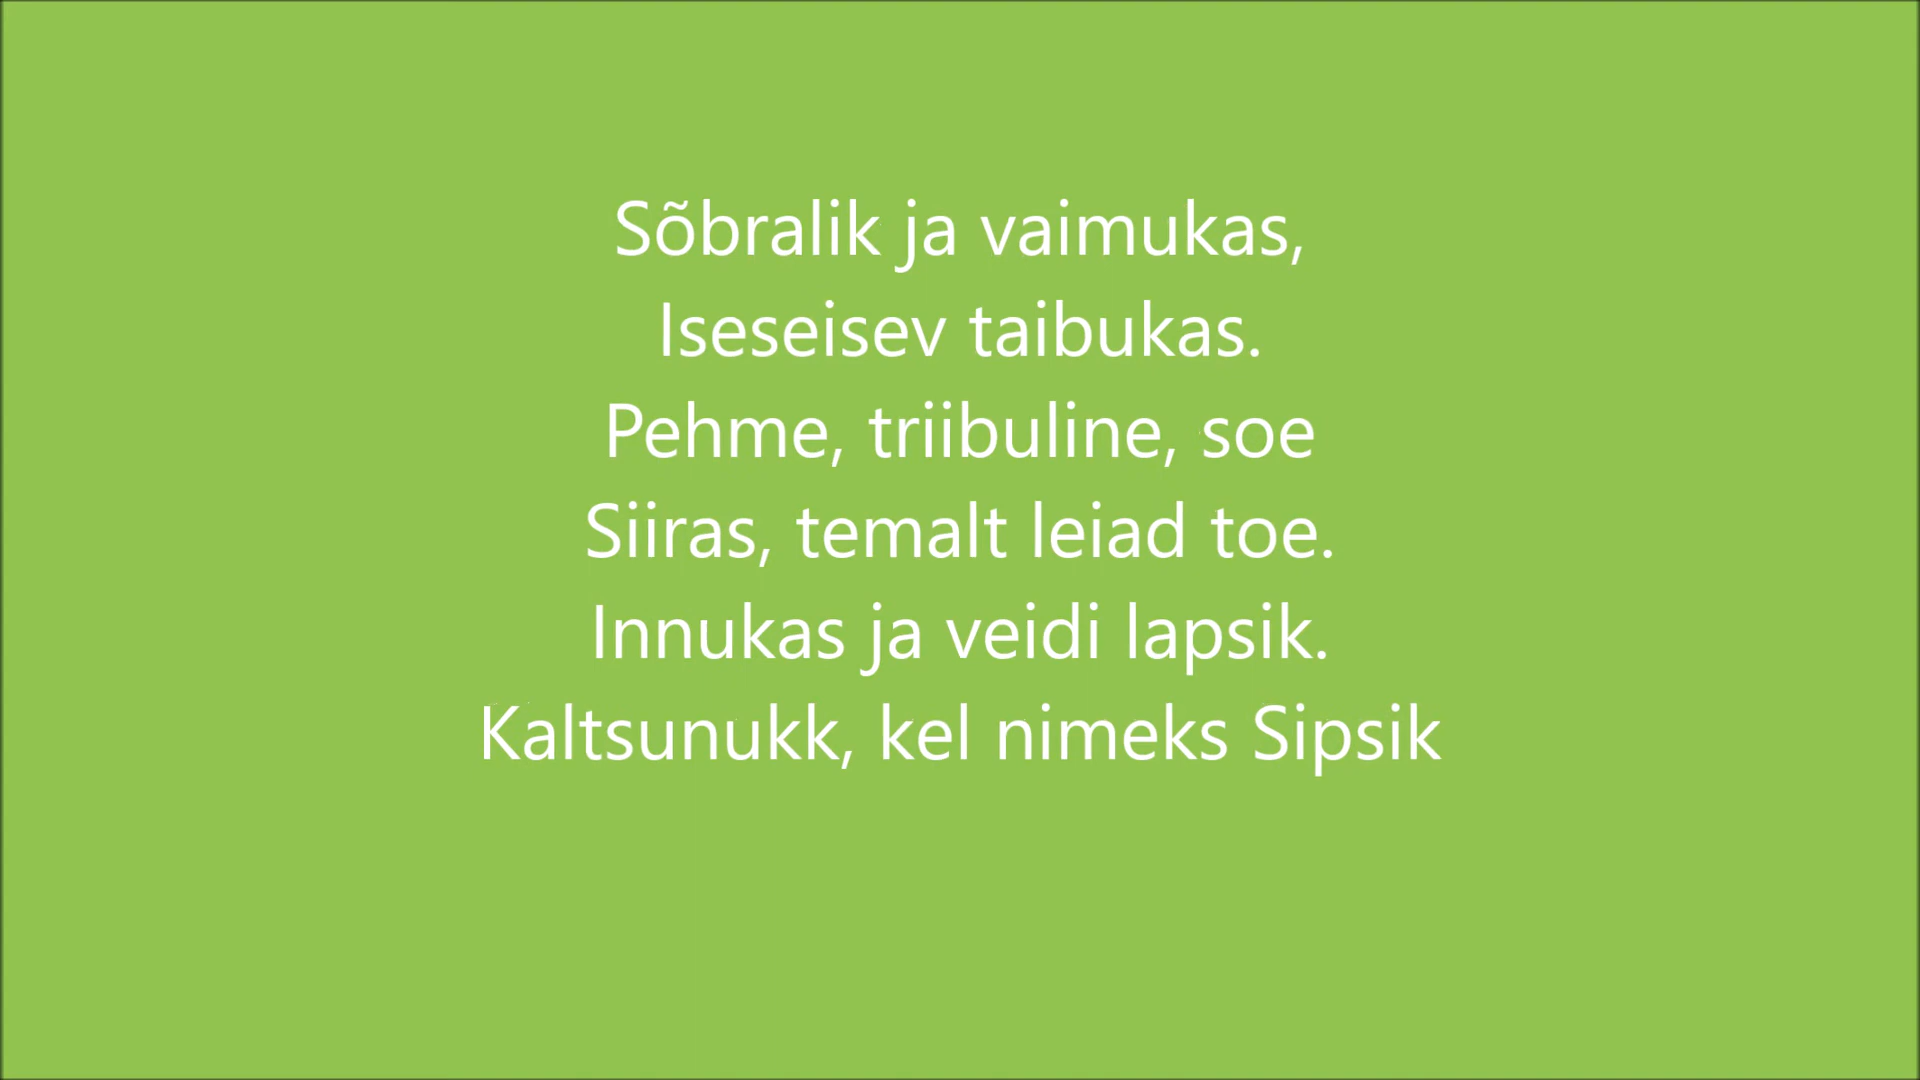 Sõbralik ja vaimukas,
Iseseisev taibukas.
Pehme, triibuline, soe
Siiras, temalt leiad toe.
Innukas ja veidi lapsik.
Kaltsunukk, kel nimeks Sipsik